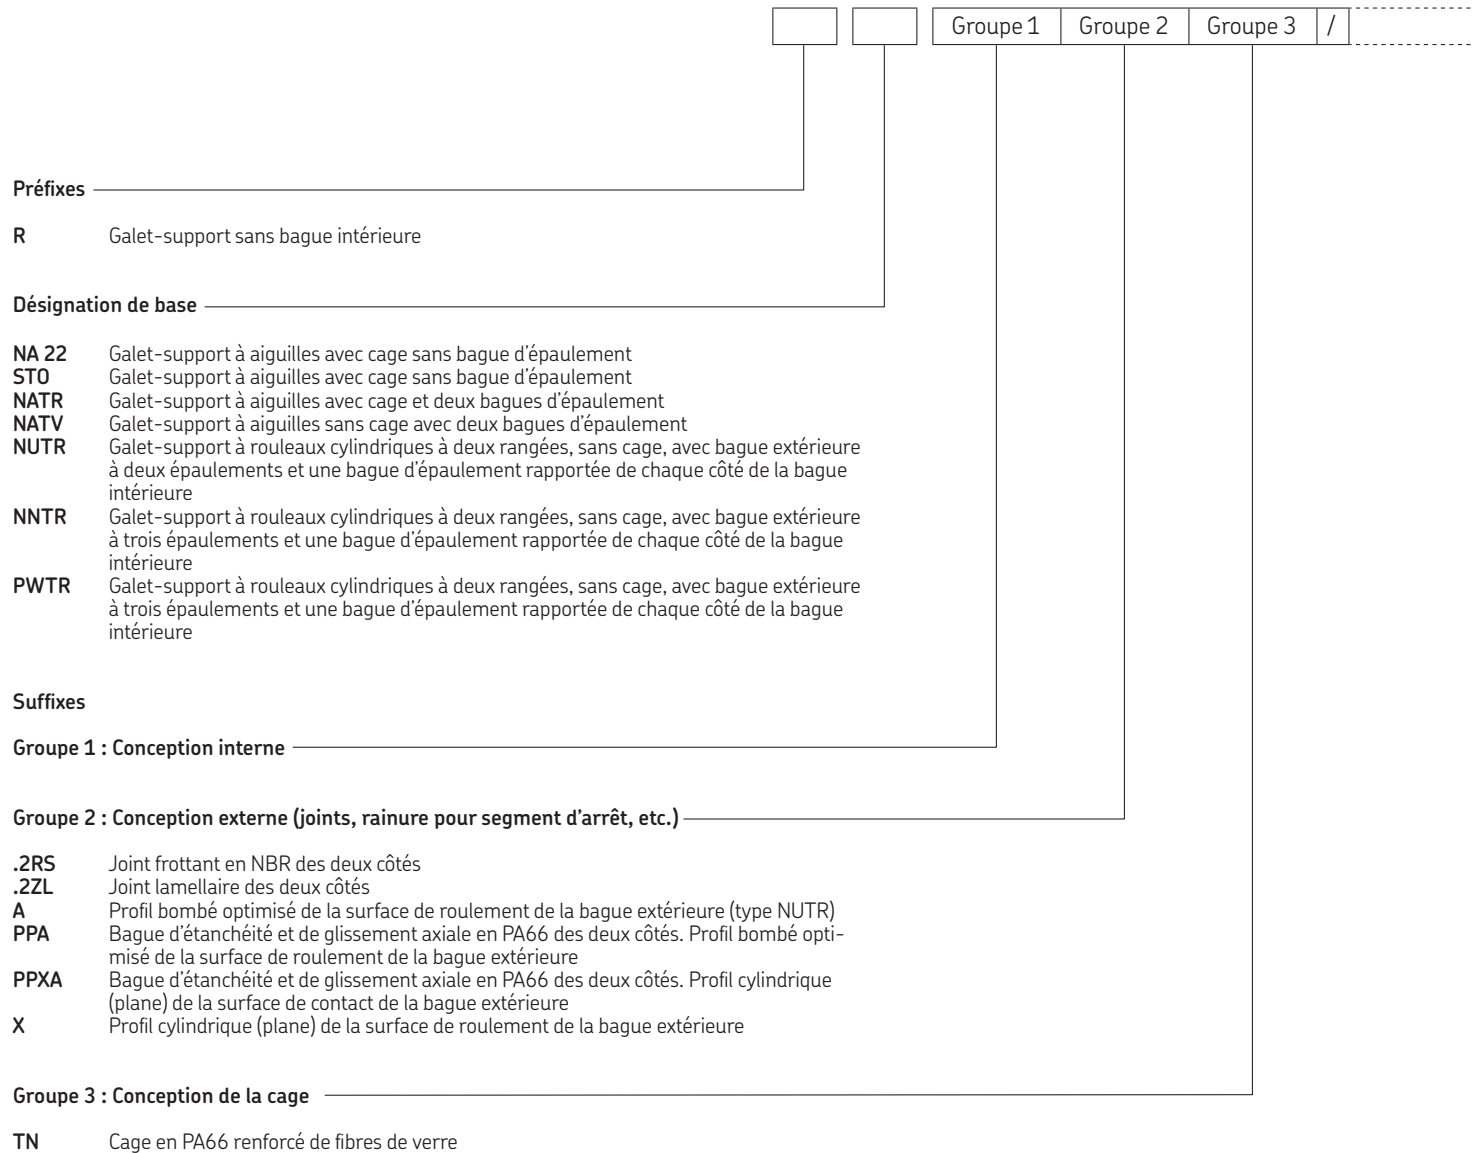 Groupe 1 Groupe 2 Groupe 3 /
Préfixes
R Galet-support sans bague intérieure
Désignation de base
NA 22 Galet-support à aiguilles avec cage sans bague d’épaulement
STO Galet-support à aiguilles avec cage sans bague d’épaulement
NATR Galet-support à aiguilles avec cage et deux bagues d’épaulement
NATV Galet-support à aiguilles sans cage avec deux bagues d’épaulement
NUTR Galet-support à rouleaux cylindriques à deux rangées, sans cage, avec bague extérieure
à deux épaulements et une bague d’épaulement rapportée de chaque côté de la bague
intérieure
NNTR Galet-support à rouleaux cylindriques à deux rangées, sans cage, avec bague extérieure
à trois épaulements et une bague d’épaulement rapportée de chaque côté de la bague
intérieure
PWTR Galet-support à rouleaux cylindriques à deux rangées, sans cage, avec bague extérieure
à trois épaulements et une bague d’épaulement rapportée de chaque côté de la bague
intérieure
Suffixes
Groupe 1 : Conception interne
Groupe 2 : Conception externe (joints, rainure pour segment d’arrêt, etc.)
.2RS Joint frottant en NBR des deux côtés
.2ZL Joint lamellaire des deux côtés
A Profil bombé optimisé de la surface de roulement de la bague extérieure (type NUTR)
PPA Bague d’étanchéité et de glissement axiale en PA66 des deux côtés. Profil bombé opti-
misé de la surface de roulement de la bague extérieure
PPXA Bague d’étanchéité et de glissement axiale en PA66 des deux côtés. Profil cylindrique
(plane) de la surface de contact de la bague extérieure
X Profil cylindrique (plane) de la surface de roulement de la bague extérieure
Groupe 3 : Conception de la cage
TN Cage en PA66 renforcé de fibres de verre